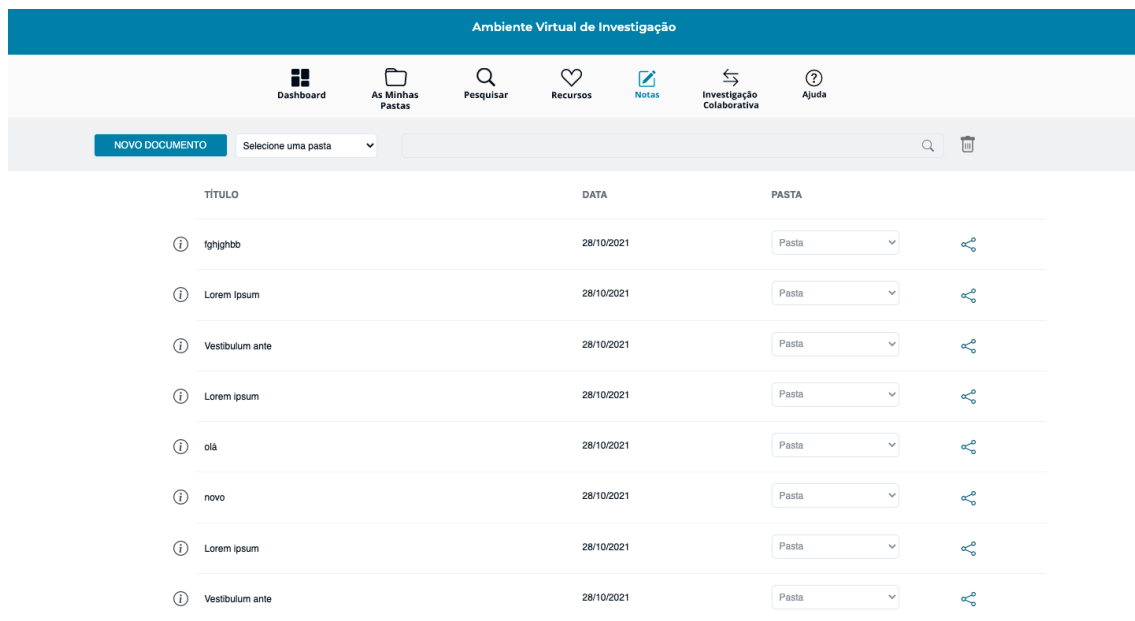 Ambiente Virtual de Investigação
Dashboard
As Minhas
Pastas
Pesquisar
Recursos
Notas
Investigação
Colaborativa
Ajuda
NOVO DOCUMENTO Selecione uma pasta
TÍTULO DATA PASTA
fghjghbb 28/10/2021 Pasta
Lorem Ipsum 28/10/2021 Pasta
Vestibulum ante 28/10/2021 Pasta
Lorem ipsum 28/10/2021 Pasta
olá 28/10/2021 Pasta
novo 28/10/2021 Pasta
Lorem ipsum 28/10/2021 Pasta
Vestibulum ante 28/10/2021 Pasta